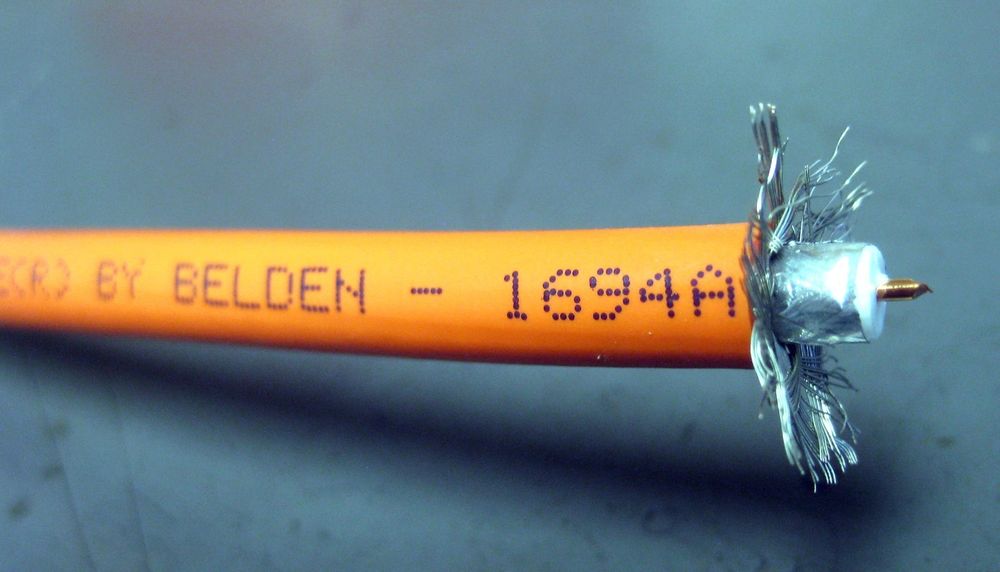 (R) BY BELDEN - 1694A